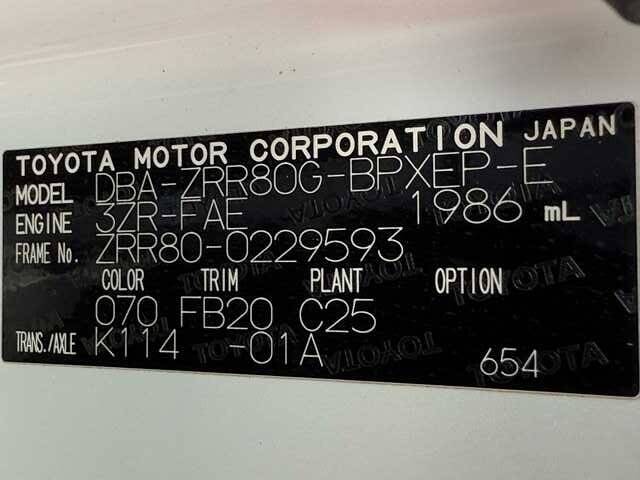 TOYOTA MOTOR CORPORATION JAPAN
MODEL DBA-ZRR80G-BPXEP-E
ENGINE 3ZR-FAE 1986 mL
FRAME No. ZRR80-0229593
COLOR TRIM PLANT OPTION
070 FB20 C25
TRANS./AXLE K114 -01A
654